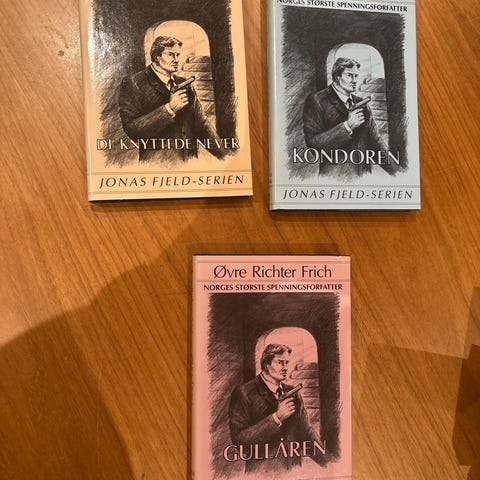 DE KNYTTEDE NEVER
JONAS FJELD-SERIEN
NORGES STØRSTE SPENNINGSFORFATTER
KONDOREN
JONAS FJELD-SERIEN
Øvre Richter Frich
NORGES STØRSTE SPENNINGSFORFATTER
GULLÅREN